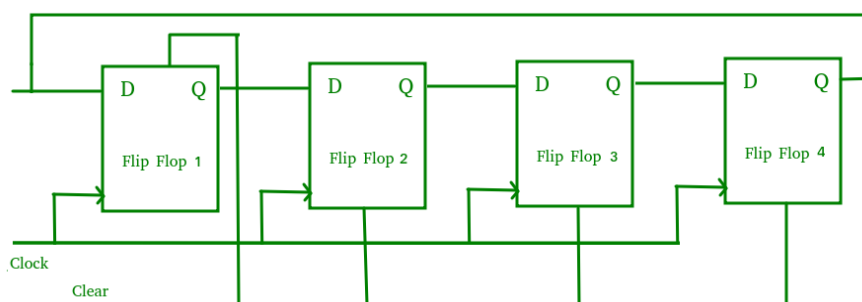 D Q D Q D Q D Q
Flip Flop 1 Flip Flop 2 Flip Flop 3 Flip Flop 4
Clock
Clear